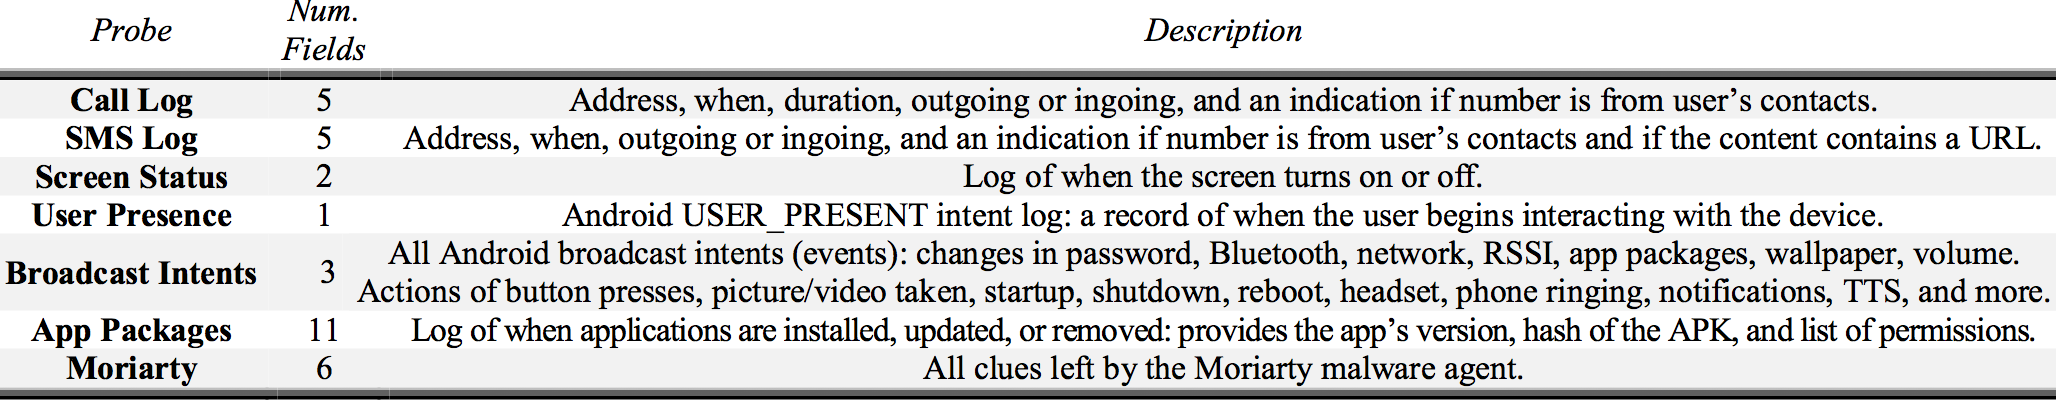 Probe Num. Fields Description
Call Log 5 Address, when, duration, outgoing or ingoing, and an indication if number is from user's contacts.
SMS Log 5 Address, when, outgoing or ingoing, and an indication if number is from user's contacts and if the content contains a URL.
Screen Status 2 Log of when the screen turns on or off.
User Presence 1 Android USER_PRESENT intent log: a record of when the user begins interacting with the device.
Broadcast Intents 3 All Android broadcast intents (events): changes in password, Bluetooth, network, RSSI, app packages, wallpaper, volume.
Actions of button presses, picture/video taken, startup, shutdown, reboot, headset, phone ringing, notifications, TTS, and more.
App Packages 11 Log of when applications are installed, updated, or removed: provides the app's version, hash of the APK, and list of permissions.
Moriarty 6 All clues left by the Moriarty malware agent.